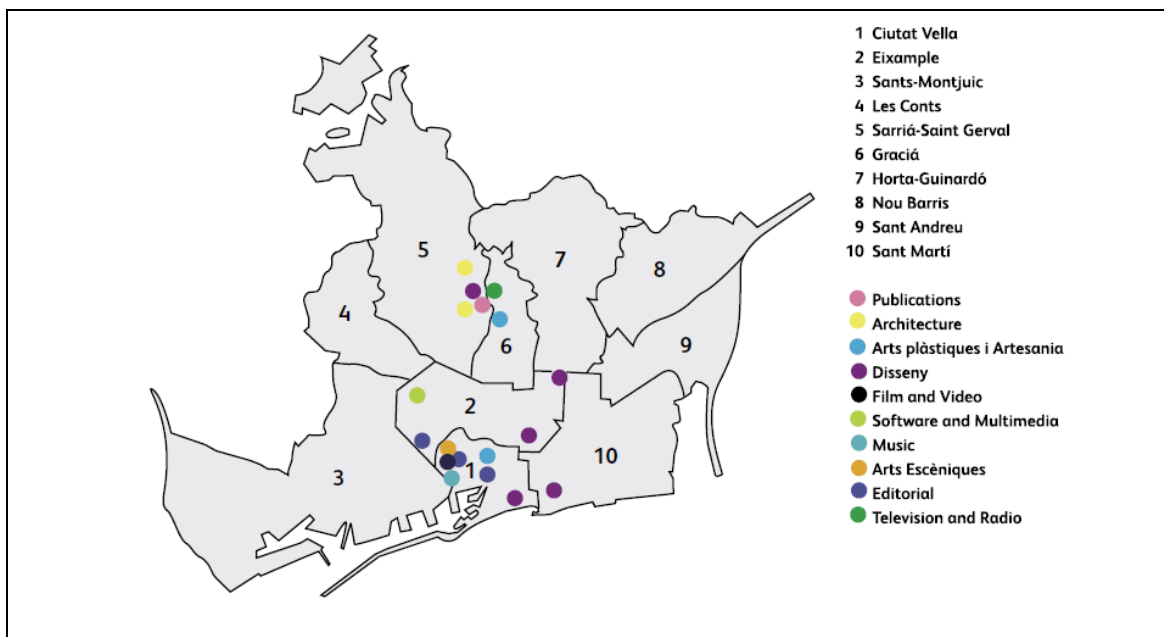 1 Ciutat Vella
2 Eixample
3 Sants-Montjuic
4 Les Conts
5 Sarriá-Saint Gerval
6 Graciá
7 Horta-Guinardó
8 Nou Barris
9 Sant Andreu
10 Sant Martí
Publications
Architecture
Arts plàstiques i Artesania
Disseny
Film and Video
Software and Multimedia
Music
Arts Escèniques
Editorial
Television and Radio
5
7
8
4
6
9
2
10
1
3